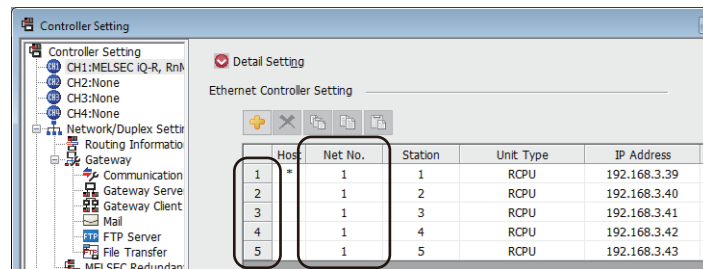 Controller Setting
Controller Setting
CH1:MELSEC iQ-R, RnM
CH2:None
CH3:None
CH4:None
Network/Duplex Settir
Routing Informatio
Gateway
Communication
Gateway Serve
Gateway Client
Mail
FTP Server
File Transfer
MELSEC Redundan
Detail Setting
Ethernet Controller Setting
Host Net No. Station Unit Type IP Address
1 * 1 1 RCPU 192.168.3.39
2 1 2 RCPU 192.168.3.40
3 1 3 RCPU 192.168.3.41
4 1 4 RCPU 192.168.3.42
5 1 5 RCPU 192.168.3.43